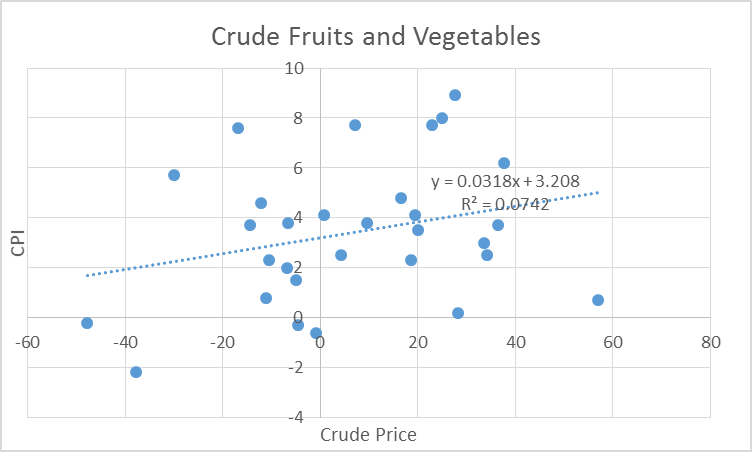 Crude Fruits and Vegetables
10
8
6
4
2
0
-2
-4
-60 -40 -20 0 20 40 60 80
y = 0.0318x + 3.208
R² = 0.0742
CPI
Crude Price